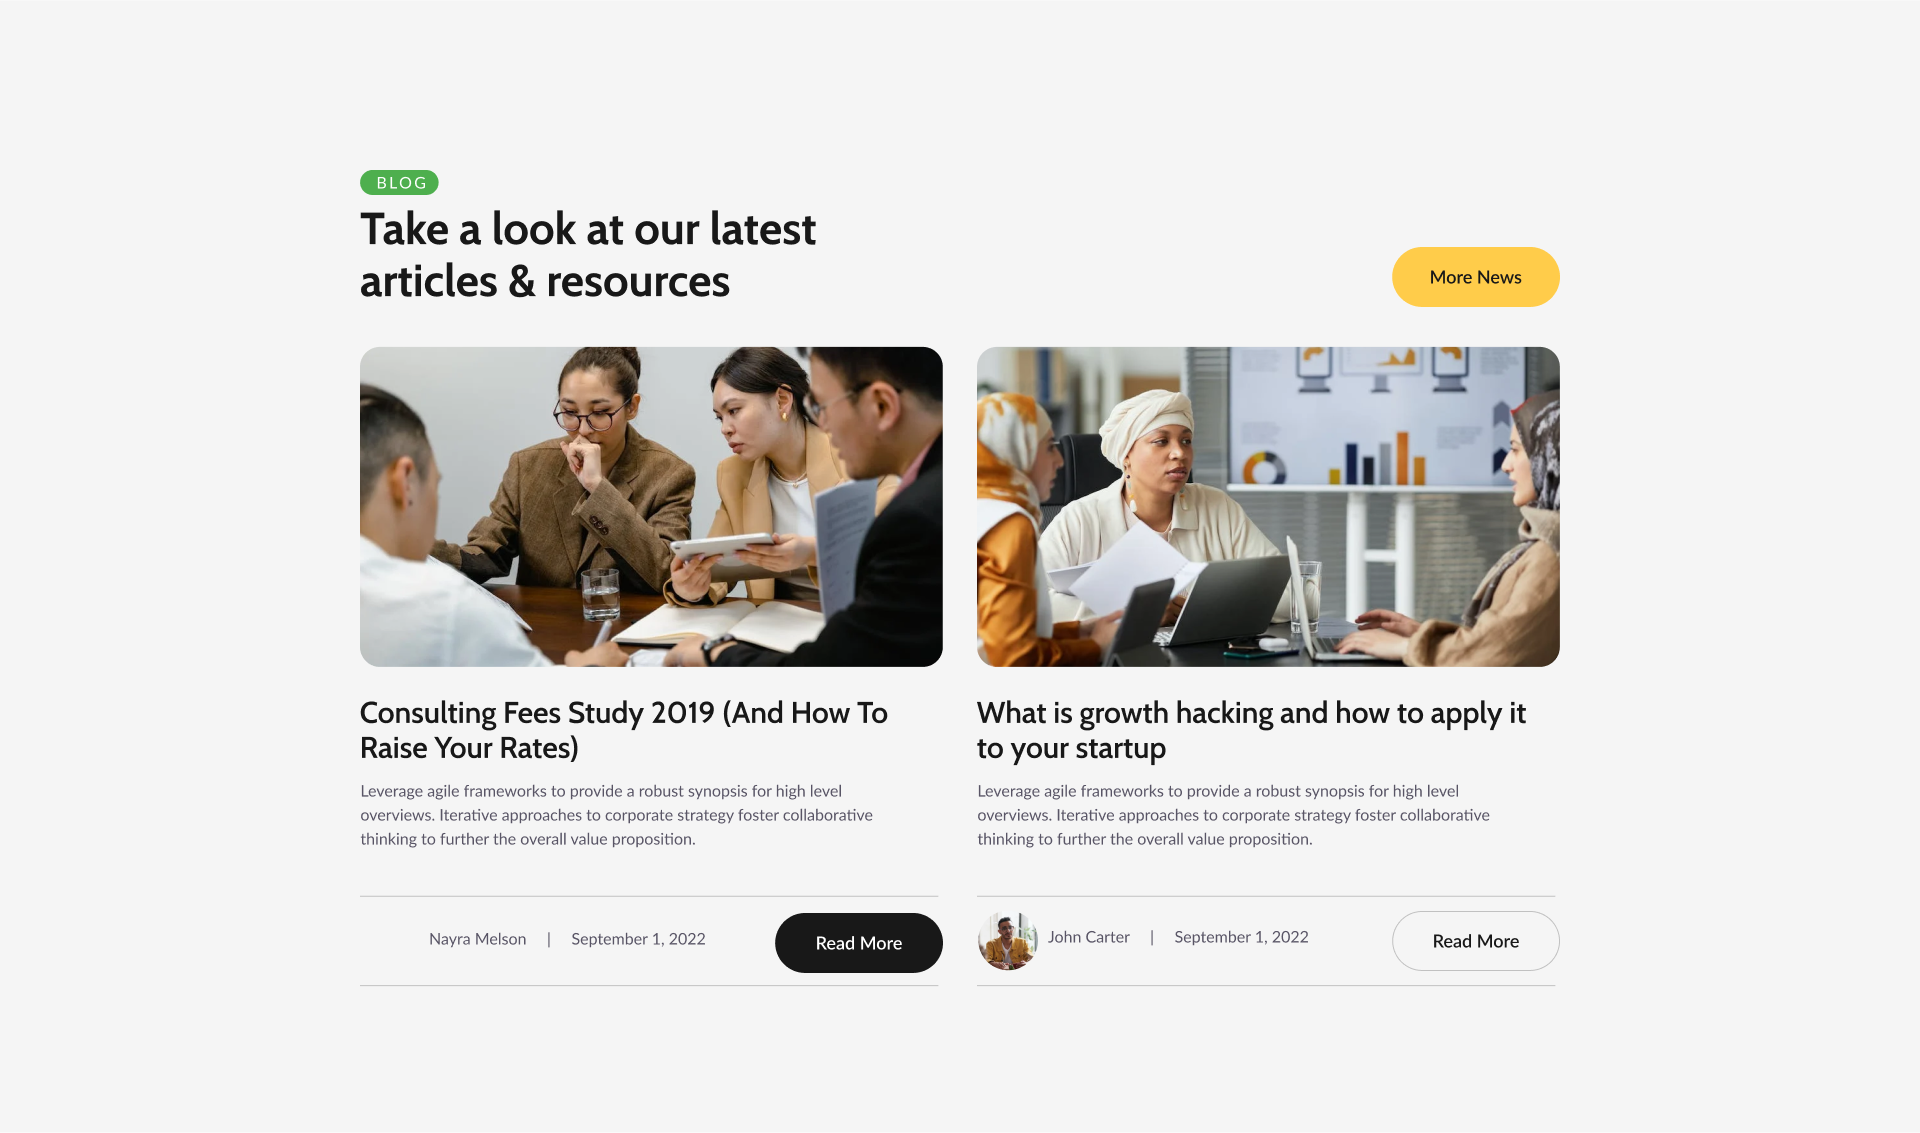 BLOG
Take a look at our latest
articles & resources
More News
Consulting Fees Study 2019 (And How To
Raise Your Rates)
Leverage agile frameworks to provide a robust synopsis for high level
overviews. Iterative approaches to corporate strategy foster collaborative
thinking to further the overall value proposition.
Nayra Melson | September 1, 2022
Read More
What is growth hacking and how to apply it
to your startup
Leverage agile frameworks to provide a robust synopsis for high level
overviews. Iterative approaches to corporate strategy foster collaborative
thinking to further the overall value proposition.
John Carter | September 1, 2022
Read More